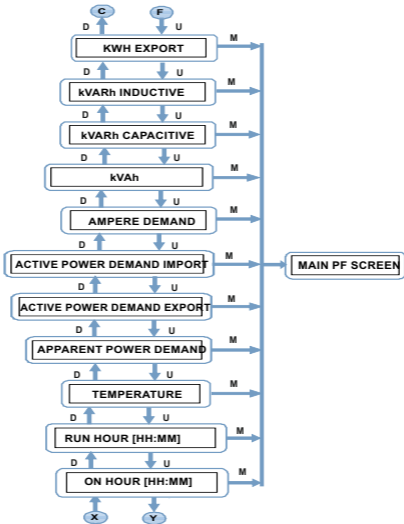 C F
D U
KWH EXPORT M
D U
kVARh INDUCTIVE M
D U
kVARh CAPACITIVE M
D U
kVAh M
D U
AMPERE DEMAND M
D U
ACTIVE POWER DEMAND IMPORT M MAIN PF SCREEN
D U
ACTIVE POWER DEMAND EXPORT M
D U
APPARENT POWER DEMAND M
D U
TEMPERATURE M
D U
RUN HOUR [HH:MM] M
D U
ON HOUR [HH:MM] M
X Y